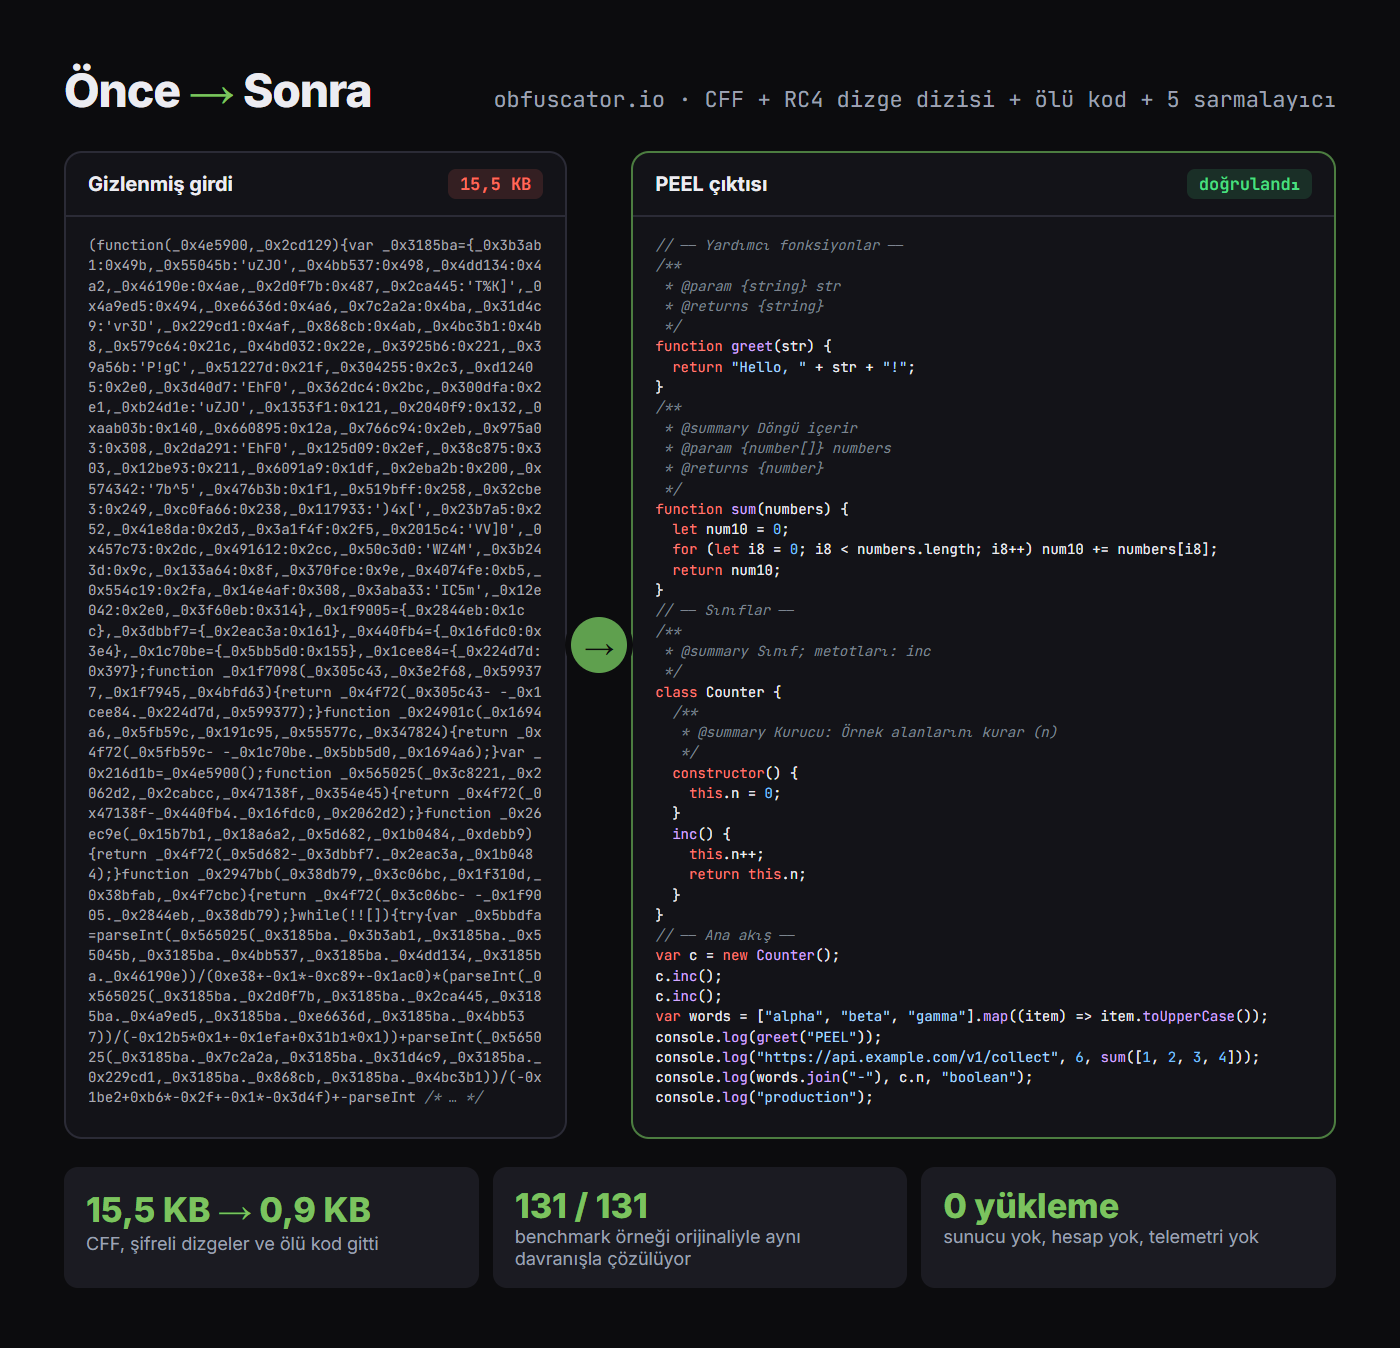 Önce → Sonra
obfuscator.io · CFF + RC4 dizge dizisi + ölü kod + 5 sarmalayıcı
Gizlenmiş girdi
15,5 KB
(function(_0x4e5900,_0x2cd129){var _0x3185ba={_0x3b3ab
1:0x49b,_0x55045b:'uZJO',_0x4bb537:0x498,_0x4dd134:0x4
a2,_0x46190e:0x4ae,_0x2d0f7b:0x487,_0x2ca445:'T%K]',_0
x4a9ed5:0x494,_0xe6636d:0x4a6,_0x7c2a2a:0x4ba,_0x31d4c
9:'vr3D',_0x229cd1:0x4af,_0x868cb:0x4ab,_0x4bc3b1:0x4b
8,_0x579c64:0x21c,_0x4bd032:0x22e,_0x3925b6:0x221,_0x3
9a56b:'P!gC',_0x51227d:0x21f,_0x304255:0x2c3,_0xd1240
5:0x2e0,_0x3d40d7:'EhF0',_0x362dc4:0x2bc,_0x300dfa:0x2
e1,_0xb24d1e:'uZJO',_0x1353f1:0x121,_0x2040f9:0x132,_0
xaab03b:0x140,_0x660895:0x12a,_0x766c94:0x2eb,_0x975a0
3:0x308,_0x2da291:'EhF0',_0x125d09:0x2ef,_0x38c875:0x3
03,_0x12be93:0x211,_0x6091a9:0x1df,_0x2eba2b:0x200,_0x
574342:'7b^5',_0x476b3b:0x1f1,_0x519bff:0x258,_0x32cbe
3:0x249,_0xc0fa66:0x238,_0x117933:')4x[',_0x23b7a5:0x2
52,_0x41e8da:0x2d3,_0x3a1f4f:0x2f5,_0x2015c4:'VV]0',_0
x457c73:0x2dc,_0x491612:0x2cc,_0x50c3d0:'WZ4M',_0x3b24
3d:0x9c,_0x133a64:0x8f,_0x370fce:0x9e,_0x4074fe:0xb5,_
0x554c19:0x2fa,_0x14e4af:0x308,_0x3aba33:'IC5m',_0x12e
042:0x2e0,_0x3f60eb:0x314},_0x1f9005={_0x2844eb:0x1c
c},_0x3dbbf7={_0x2eac3a:0x161},_0x440fb4={_0x16fdc0:0x
3e4},_0x1c70be={_0x5bb5d0:0x155},_0x1cee84={_0x224d7d:
0x397};function _0x1f7098(_0x305c43,_0x3e2f68,_0x59937
7,_0x1f7945,_0x4bfd63){return _0x4f72(_0x305c43- -_0x1
cee84._0x224d7d,_0x599377);}function _0x24901c(_0x1694
a6,_0x5fb59c,_0x191c95,_0x55577c,_0x347824){return _0x
4f72(_0x5fb59c- -_0x1c70be._0x5bb5d0,_0x1694a6);}var _
0x216d1b=_0x4e5900();function _0x565025(_0x3c8221,_0x2
062d2,_0x2cabcc,_0x47138f,_0x354e45){return _0x4f72(_0
x47138f-_0x440fb4._0x16fdc0,_0x2062d2);}function _0x26
ec9e(_0x15b7b1,_0x18a6a2,_0x5d682,_0x1b0484,_0xdebb9)
{return _0x4f72(_0x5d682-_0x3dbbf7._0x2eac3a,_0x1b048
4);}function _0x2947bb(_0x38db79,_0x3c06bc,_0x1f310d,_
0x38bfab,_0x4f7cbc){return _0x4f72(_0x3c06bc- -_0x1f90
05._0x2844eb,_0x38db79);}while(!![]){try{var _0x5bbdfa
=parseInt(_0x565025(_0x3185ba._0x3b3ab1,_0x3185ba._0x5
5045b,_0x3185ba._0x4bb537,_0x3185ba._0x4dd134,_0x3185b
a._0x46190e))/(0xe38+-0x1*-0xc89+-0x1ac0)*(parseInt(_0
x565025(_0x3185ba._0x2d0f7b,_0x3185ba._0x2ca445,_0x318
5ba._0x4a9ed5,_0x3185ba._0xe6636d,_0x3185ba._0x4bb53
7))/(-0x12b5*0x1+-0x1efa+0x31b1*0x1))+parseInt(_0x5650
25(_0x3185ba._0x7c2a2a,_0x3185ba._0x31d4c9,_0x3185ba._
0x229cd1,_0x3185ba._0x868cb,_0x3185ba._0x4bc3b1))/(-0x
1be2+0xb6*-0x2f+-0x1*-0x3d4f)+-parseInt /* … */
→
PEEL çıktısı
doğrulandı
// —— Yardımcı fonksiyonlar ——
/**
 * @param {string} str
 * @returns {string}
 */
function greet(str) {
  return "Hello, " + str + "!";
}
/**
 * @summary Döngü içerir
 * @param {number[]} numbers
 * @returns {number}
 */
function sum(numbers) {
  let num10 = 0;
  for (let i8 = 0; i8 < numbers.length; i8++) num10 += numbers[i8];
  return num10;
}
// —— Sınıflar ——
/**
 * @summary Sınıf; metotları: inc
 */
class Counter {
  /**
   * @summary Kurucu: Örnek alanlarını kurar (n)
   */
  constructor() {
    this.n = 0;
  }
  inc() {
    this.n++;
    return this.n;
  }
}
// —— Ana akış ——
var c = new Counter();
c.inc();
c.inc();
var words = ["alpha", "beta", "gamma"].map((item) => item.toUpperCase());
console.log(greet("PEEL"));
console.log("https://api.example.com/v1/collect", 6, sum([1, 2, 3, 4]));
console.log(words.join("-"), c.n, "boolean");
console.log("production");
15,5 KB → 0,9 KB
CFF, şifreli dizgeler ve ölü kod gitti
131 / 131
benchmark örneği orijinaliyle aynı
davranışla çözülüyor
0 yükleme
sunucu yok, hesap yok, telemetri yok